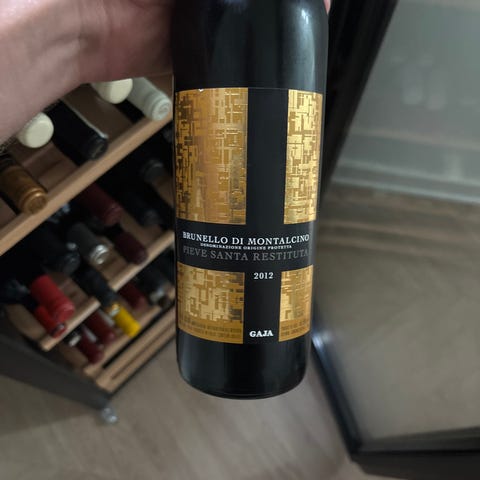 BRUNELLO DI MONTALCINO
DENOMINAZIONE ORIGINE PROTETTA
PIEVE SANTA RESTITUTA
2012
GAJA